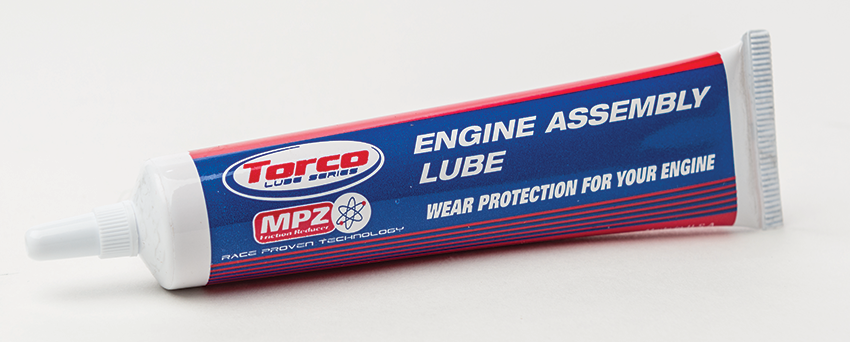 Torco
LUBE SERIES
MPZ
Friction Reducer
RACE PROVEN TECHNOLOGY
ENGINE ASSEMBLY
LUBE
WEAR PROTECTION FOR YOUR ENGINE